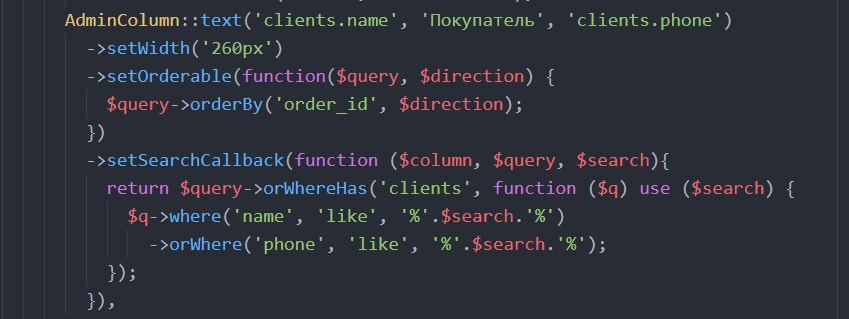 AdminColumn::text('clients.name', 'Покупатель', 'clients.phone')
->setWidth('260px')
->setOrderable(function($query, $direction) {
$query->orderBy('order_id', $direction);
})
->setSearchCallback(function ($column, $query, $search){
return $query->orWhereHas('clients', function ($q) use ($search) {
$q->where('name', 'like', '%'.$search.'%')
->orWhere('phone', 'like', '%'.$search.'%');
});
}),